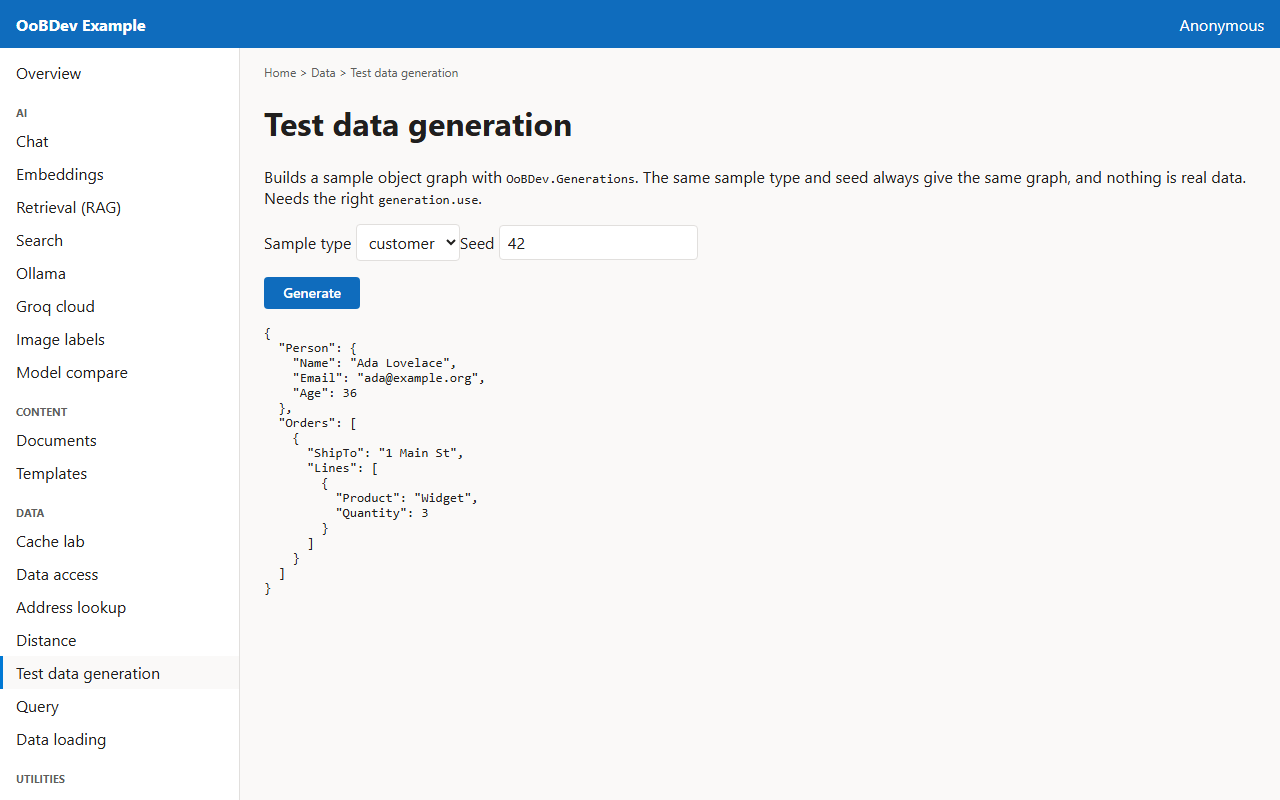 OoBDev Example
Anonymous
Overview
AI
Chat
Embeddings
Retrieval (RAG)
Search
Ollama
Groq cloud
Image labels
Model compare
CONTENT
Documents
Templates
DATA
Cache lab
Data access
Address lookup
Distance
Test data generation
Query
Data loading
UTILITIES
Home > Data > Test data generation
Test data generation
Builds a sample object graph with OoBDev.Generations. The same sample type and seed always give the same graph, and nothing is real data.
Needs the right generation.use.
Sample type customer Seed 42
Generate
{
  "Person": {
    "Name": "Ada Lovelace",
    "Email": "ada@example.org",
    "Age": 36
  },
  "Orders": [
    {
      "ShipTo": "1 Main St",
      "Lines": [
        {
          "Product": "Widget",
          "Quantity": 3
        }
      ]
    }
  ]
}